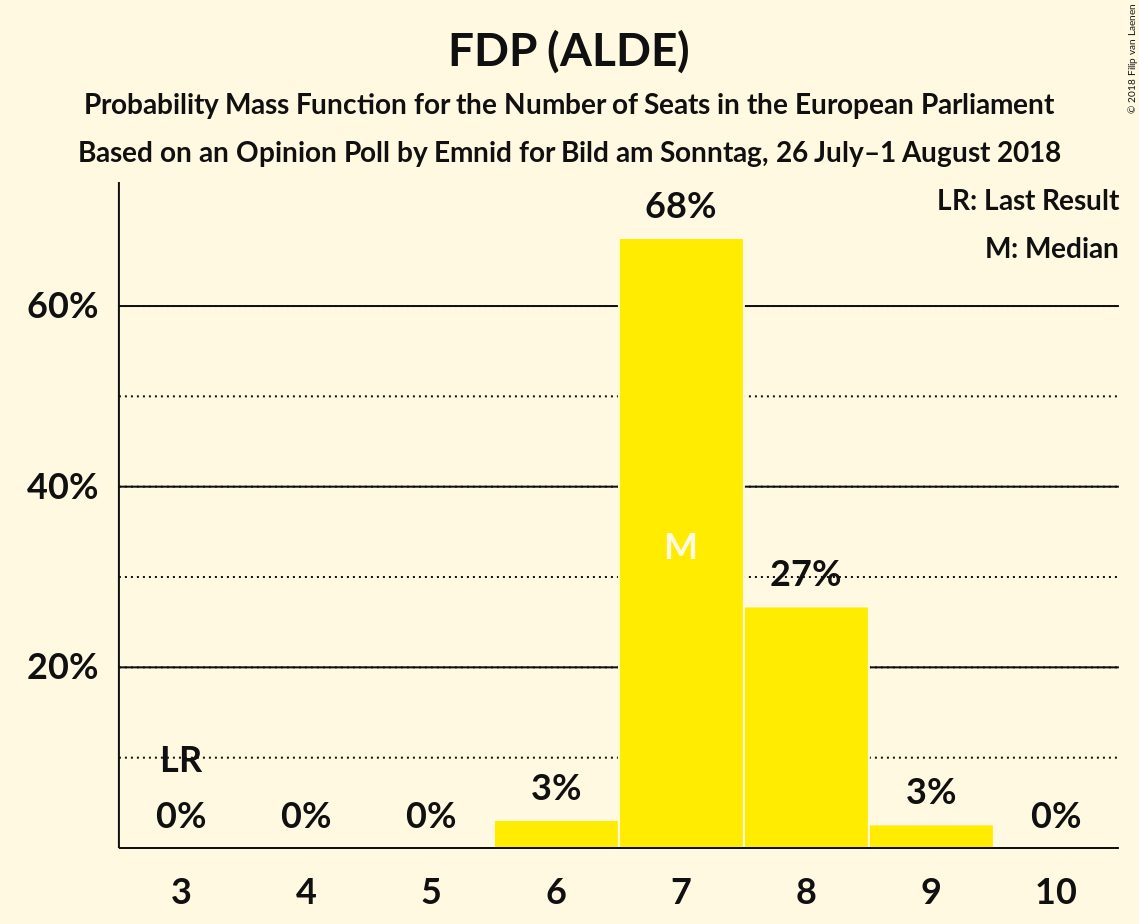 FDP (ALDE)
Probability Mass Function for the Number of Seats in the European Parliament
Based on an Opinion Poll by Emnid for Bild am Sonntag, 26 July–1 August 2018
© 2018 Filip van Laenen
LR: Last Result
M: Median
68%
60%
40%
M
27%
20%
LR
3%
3%
0%
0%
0%
0%
3
4
5
6
7
8
9
10